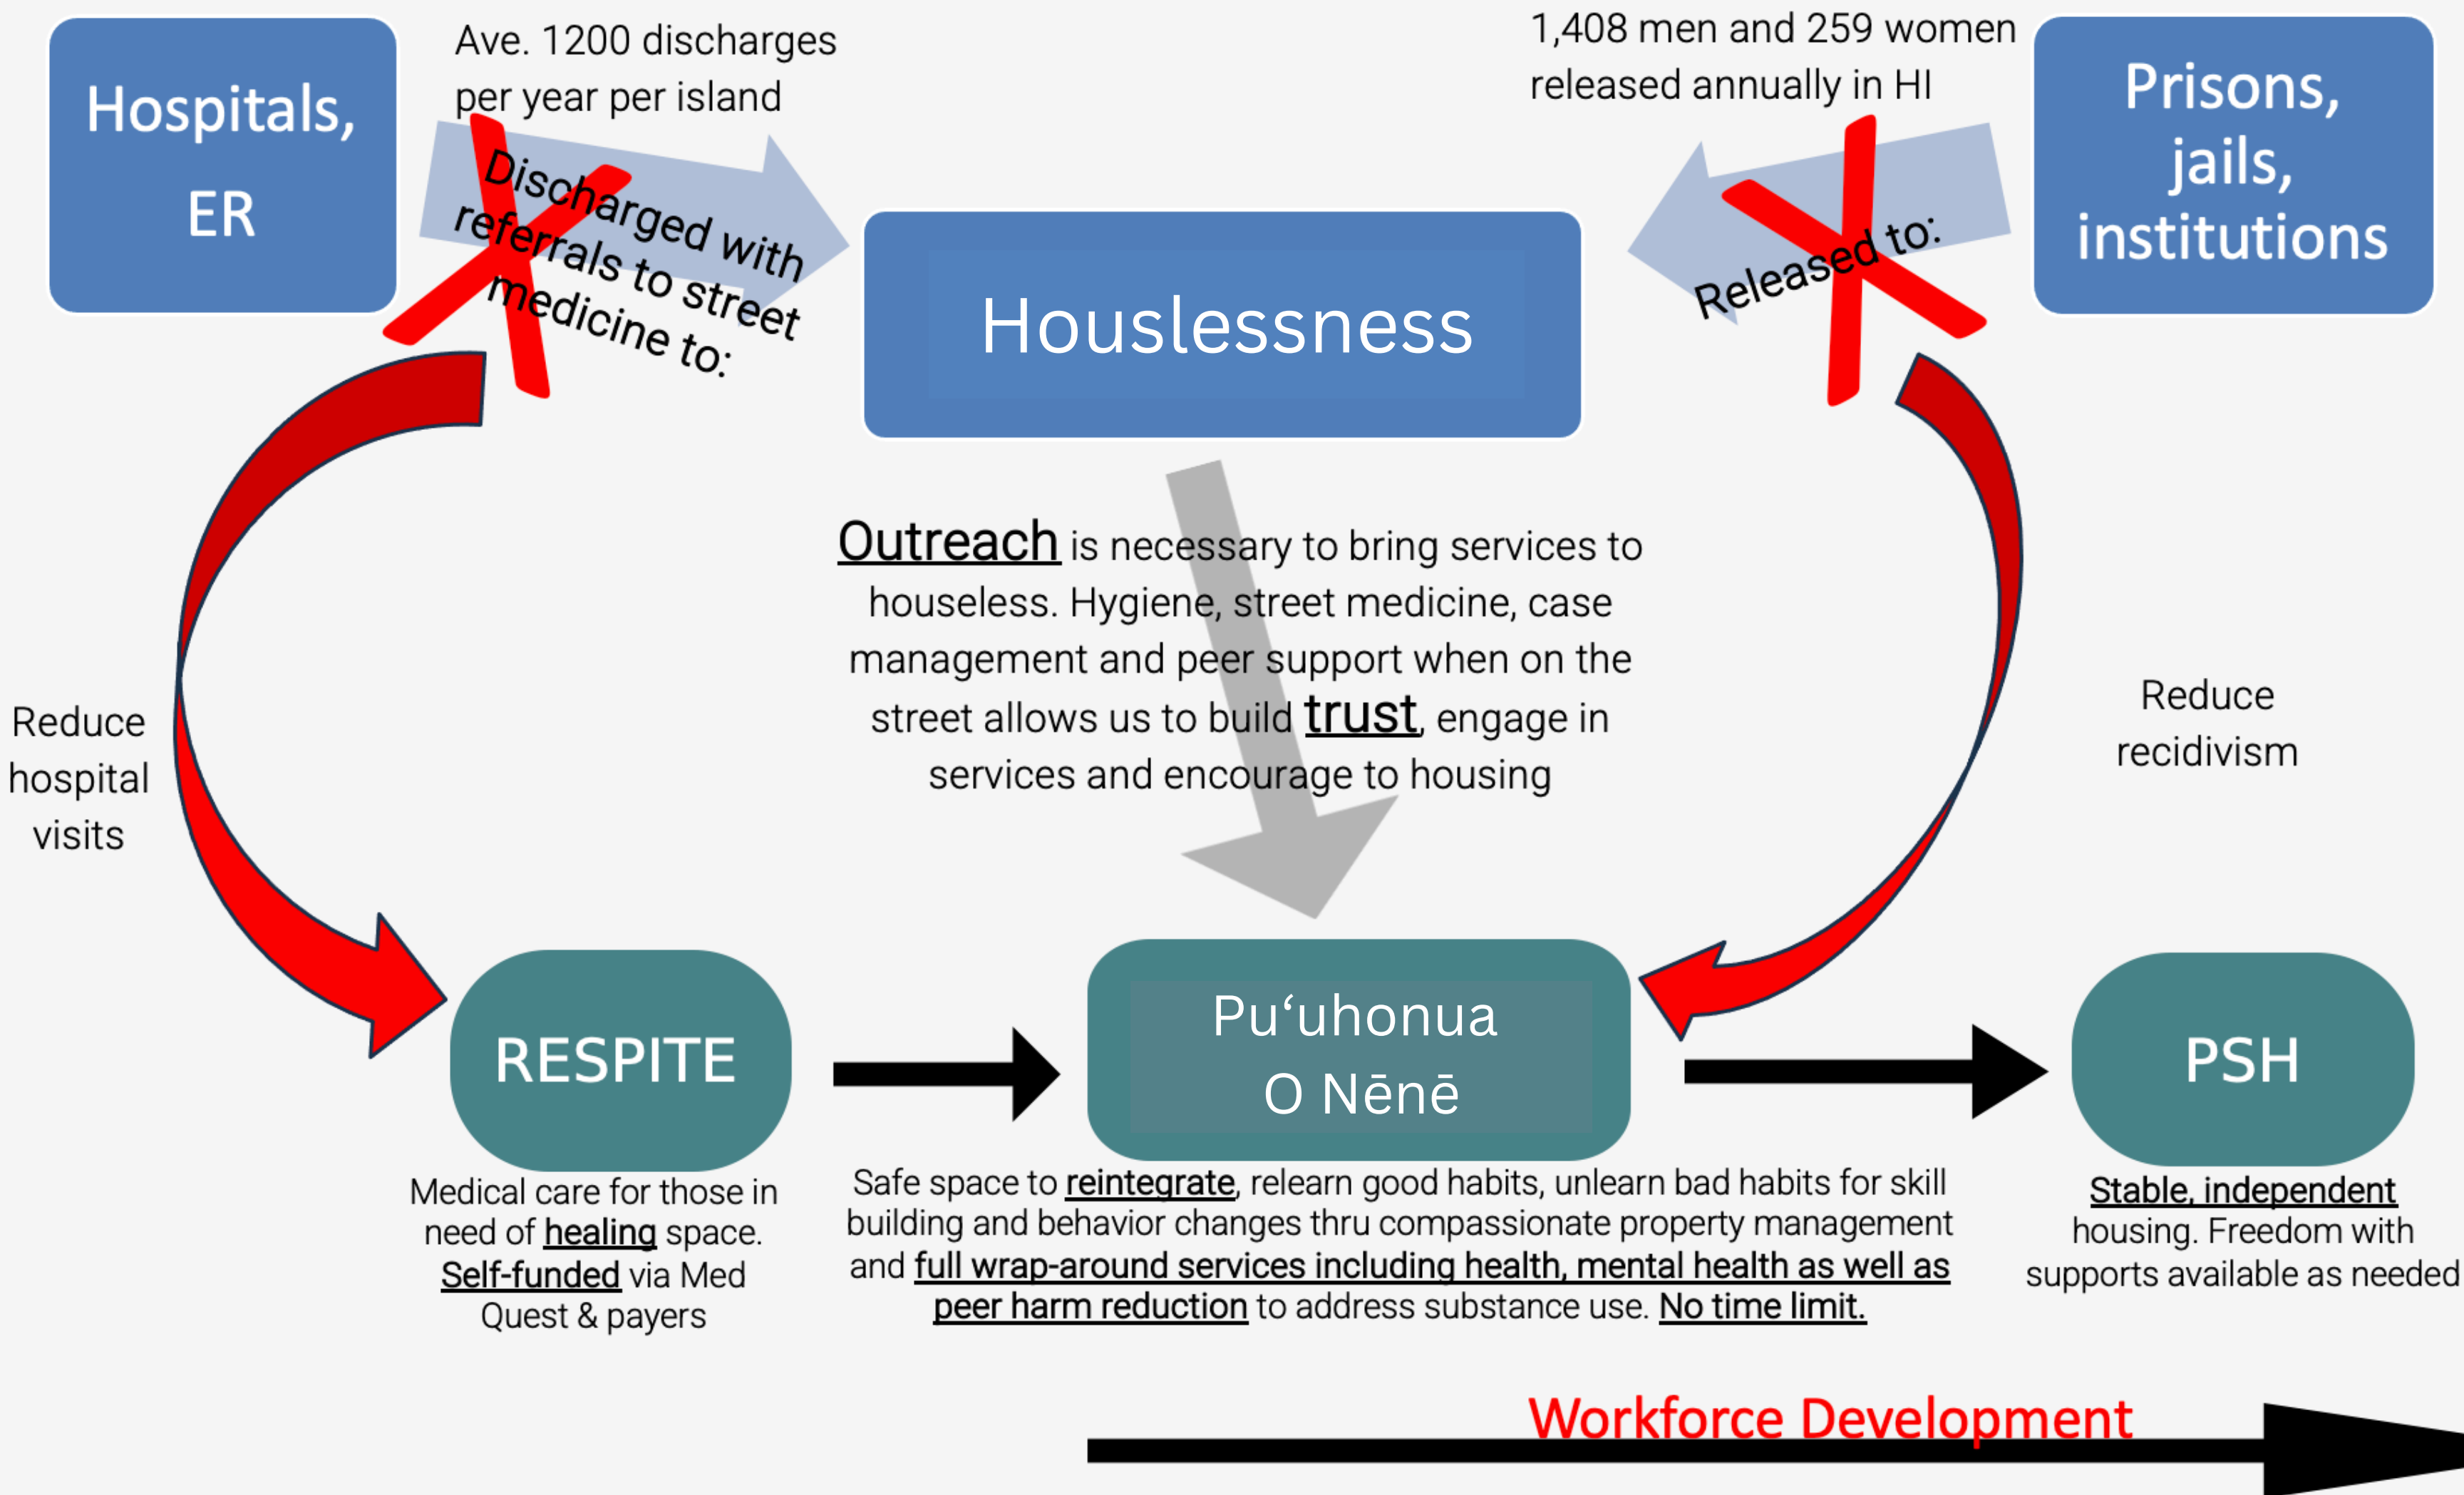 Hospitals,
ER
Ave. 1200 discharges
per year per island
Discharged with
referrals to street
medicine to:
Houslessness
1,408 men and 259 women
released annually in HI
Released to:
Prisons,
jails,
institutions
Outreach is necessary to bring services to
houseless. Hygiene, street medicine, case
management and peer support when on the
street allows us to build trust, engage in
services and encourage to housing
Reduce
hospital
visits
Reduce
recidivism
RESPITE
Medical care for those in
need of healing space.
Self-funded via Med
Quest & payers
Puʻuhonua
O Nēnē
Safe space to reintegrate, relearn good habits, unlearn bad habits for skill
building and behavior changes thru compassionate property management
and full wrap-around services including health, mental health as well as
peer harm reduction to address substance use. No time limit.
PSH
Stable, independent
housing. Freedom with
supports available as needed
Workforce Development